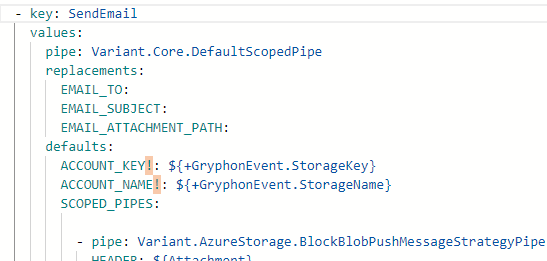 - key: SendEmail
values:
pipe: Variant.Core.DefaultScopedPipe
replacements:
EMAIL_TO:
EMAIL_SUBJECT:
EMAIL_ATTACHMENT_PATH:
defaults:
ACCOUNT_KEY!: ${+GryphonEvent.StorageKey}
ACCOUNT_NAME!: ${+GryphonEvent.StorageName}
SCOPED_PIPES:
- pipe: Variant.AzureStorage.BlockBlobPushMessageStrategyPipe
HEADER: ${Attachment}